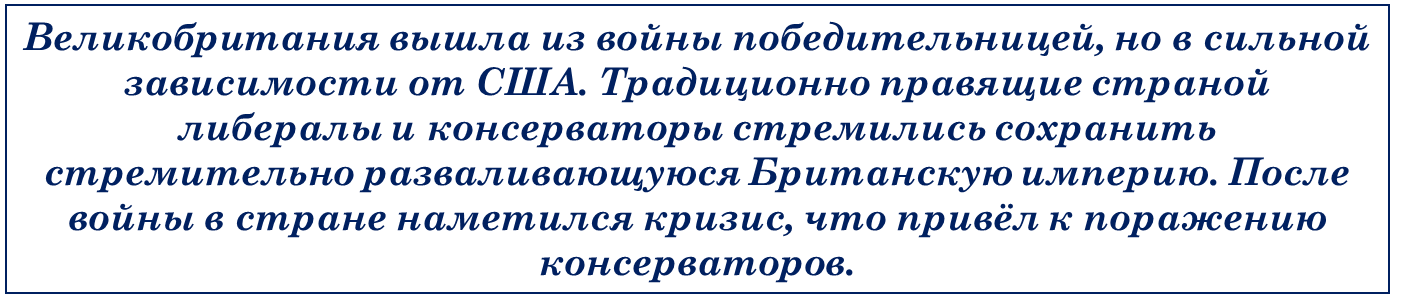 Великобритания вышла из войны победительницей, но в сильной
зависимости от США. Традиционно правящие страной
либералы и консерваторы стремились сохранить
стремительно разваливающуюся Британскую империю. После
войны в стране наметился кризис, что привёл к поражению
консерваторов.